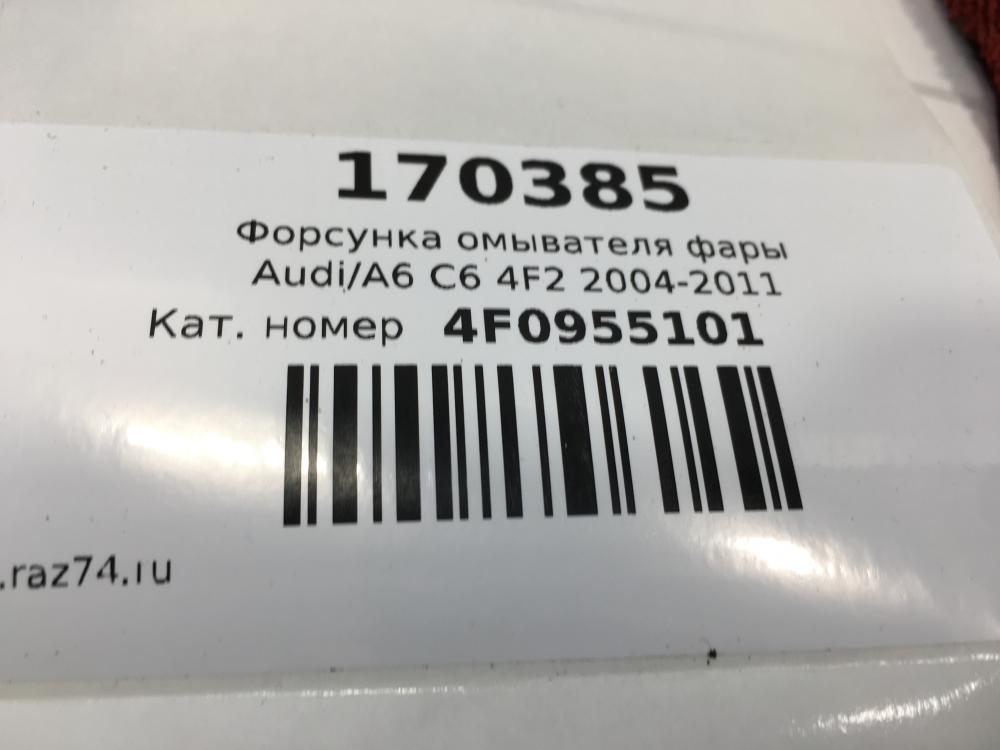 170385
Форсунка омывателя фары
Audi/A6 C6 4F2 2004-2011
Кат. номер 4F0955101
.raz74.ru